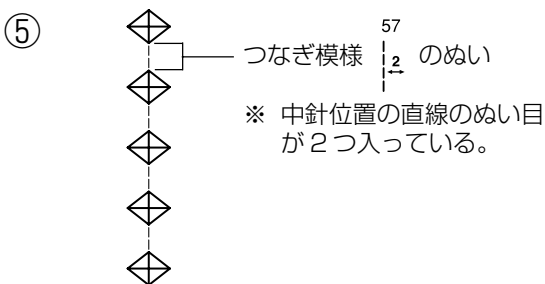 ⑤
57
つなぎ模様 2 のぬい
※ 中針位置の直線のぬい目
が2つ入っている。